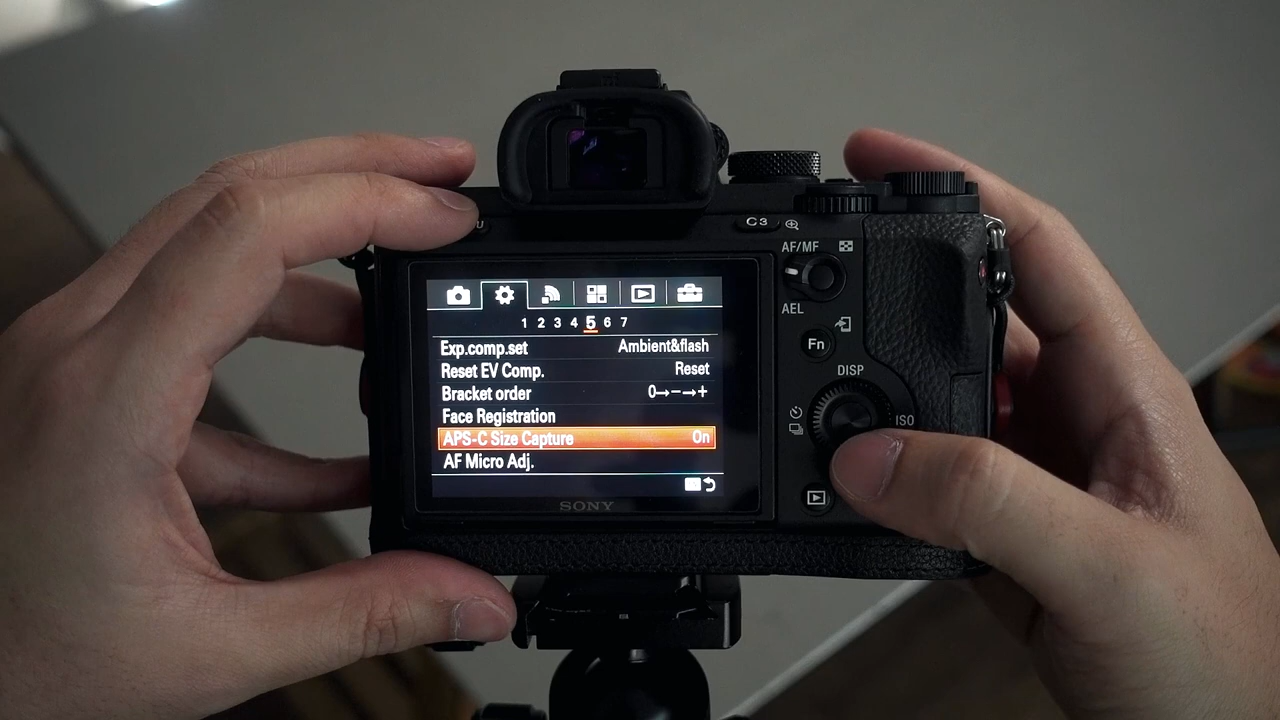 C3
AF/MF
AEL
Fn
DISP
ISO
1 2 3 4 5 6 7
Exp.comp.set Ambient&flash
Reset EV Comp. Reset
Bracket order 0→−→+
Face Registration
APS-C Size Capture On
AF Micro Adj.
SONY